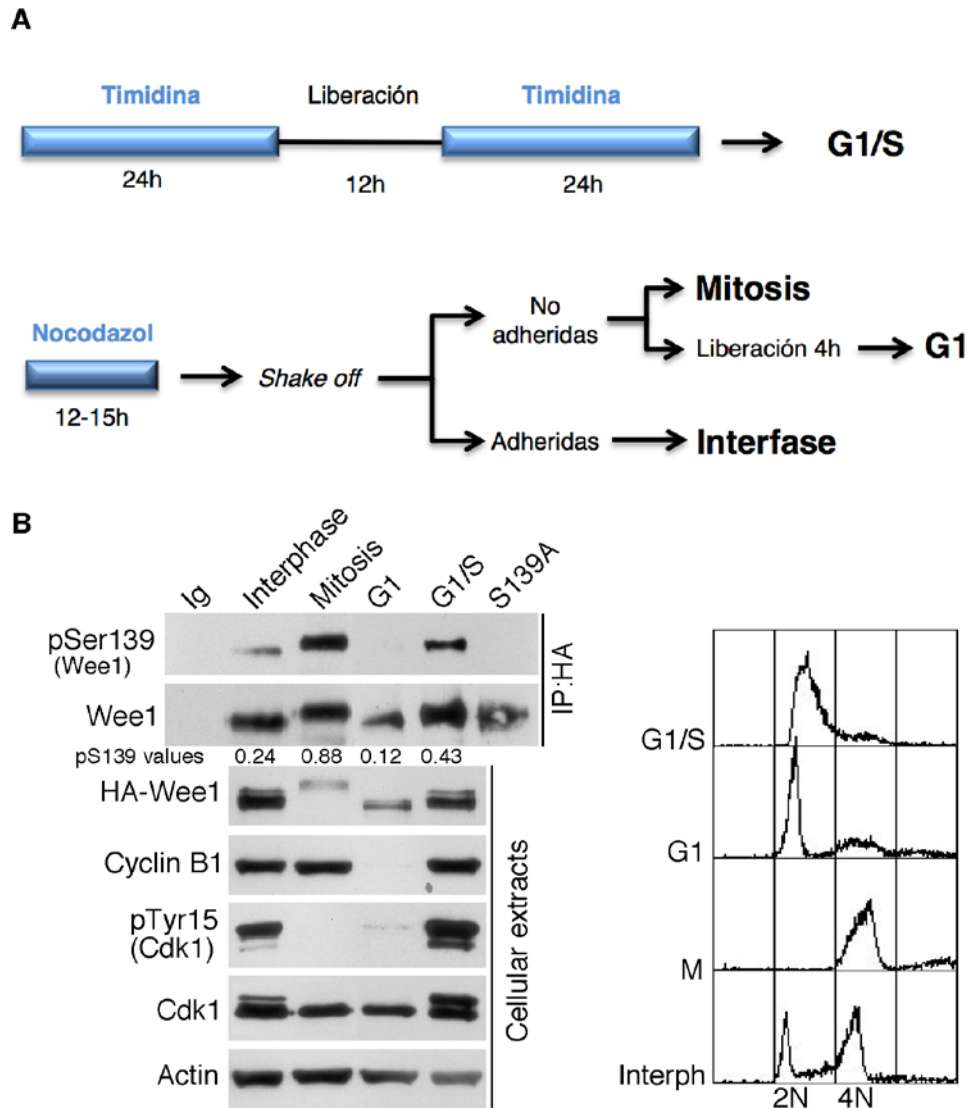 A
Timidina Liberación Timidina
24h 12h 24h
G1/S
Nocodazol
12-15h
Shake off
No
adheridas
Mitosis
Liberación 4h
G1
Adheridas
Interfase
B
Ig Interphase Mitosis G1 G1/S S139A
pSer139
(Wee1)
Wee1
IP:HA
pS139 values 0.24 0.88 0.12 0.43
HA-Wee1
Cyclin B1
pTyr15
(Cdk1)
Cdk1
Actin
Cellular extracts
G1/S
G1
M
Interph
2N 4N